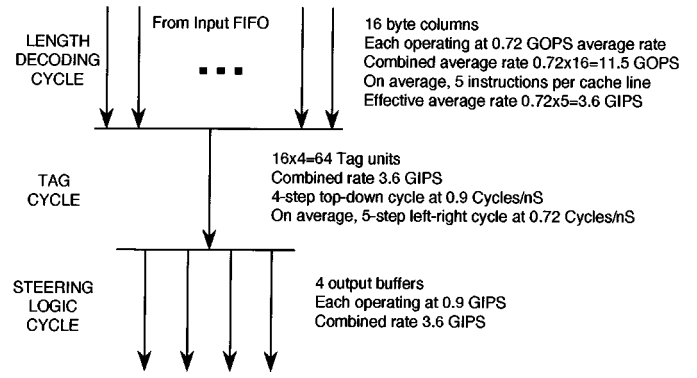 From Input FIFO
LENGTH
DECODING
CYCLE
16 byte columns
Each operating at 0.72 GOPS average rate
Combined average rate 0.72x16=11.5 GOPS
On average, 5 instructions per cache line
Effective average rate 0.72x5=3.6 GIPS
TAG
CYCLE
16x4=64 Tag units
Combined rate 3.6 GIPS
4-step top-down cycle at 0.9 Cycles/nS
On average, 5-step left-right cycle at 0.72 Cycles/nS
STEERING
LOGIC
CYCLE
4 output buffers
Each operating at 0.9 GIPS
Combined rate 3.6 GIPS